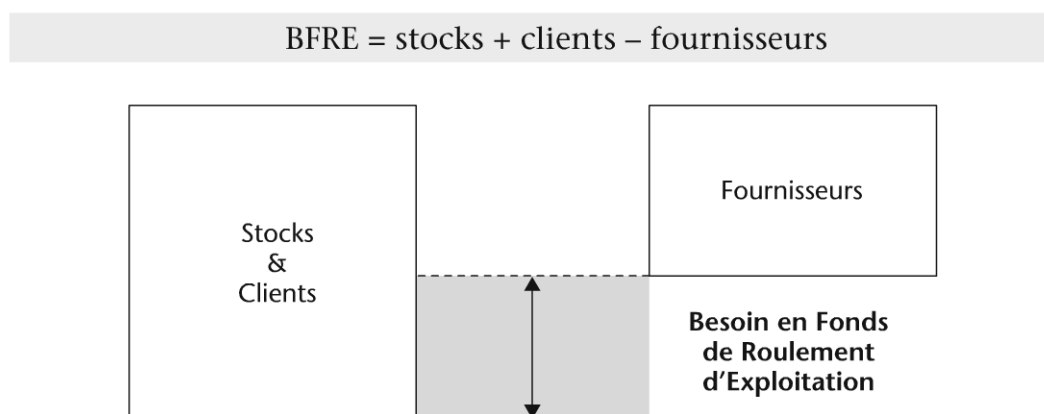 BFRE = stocks + clients – fournisseurs
Fournisseurs
Stocks
&
Clients
Besoin en Fonds
de Roulement
d’Exploitation